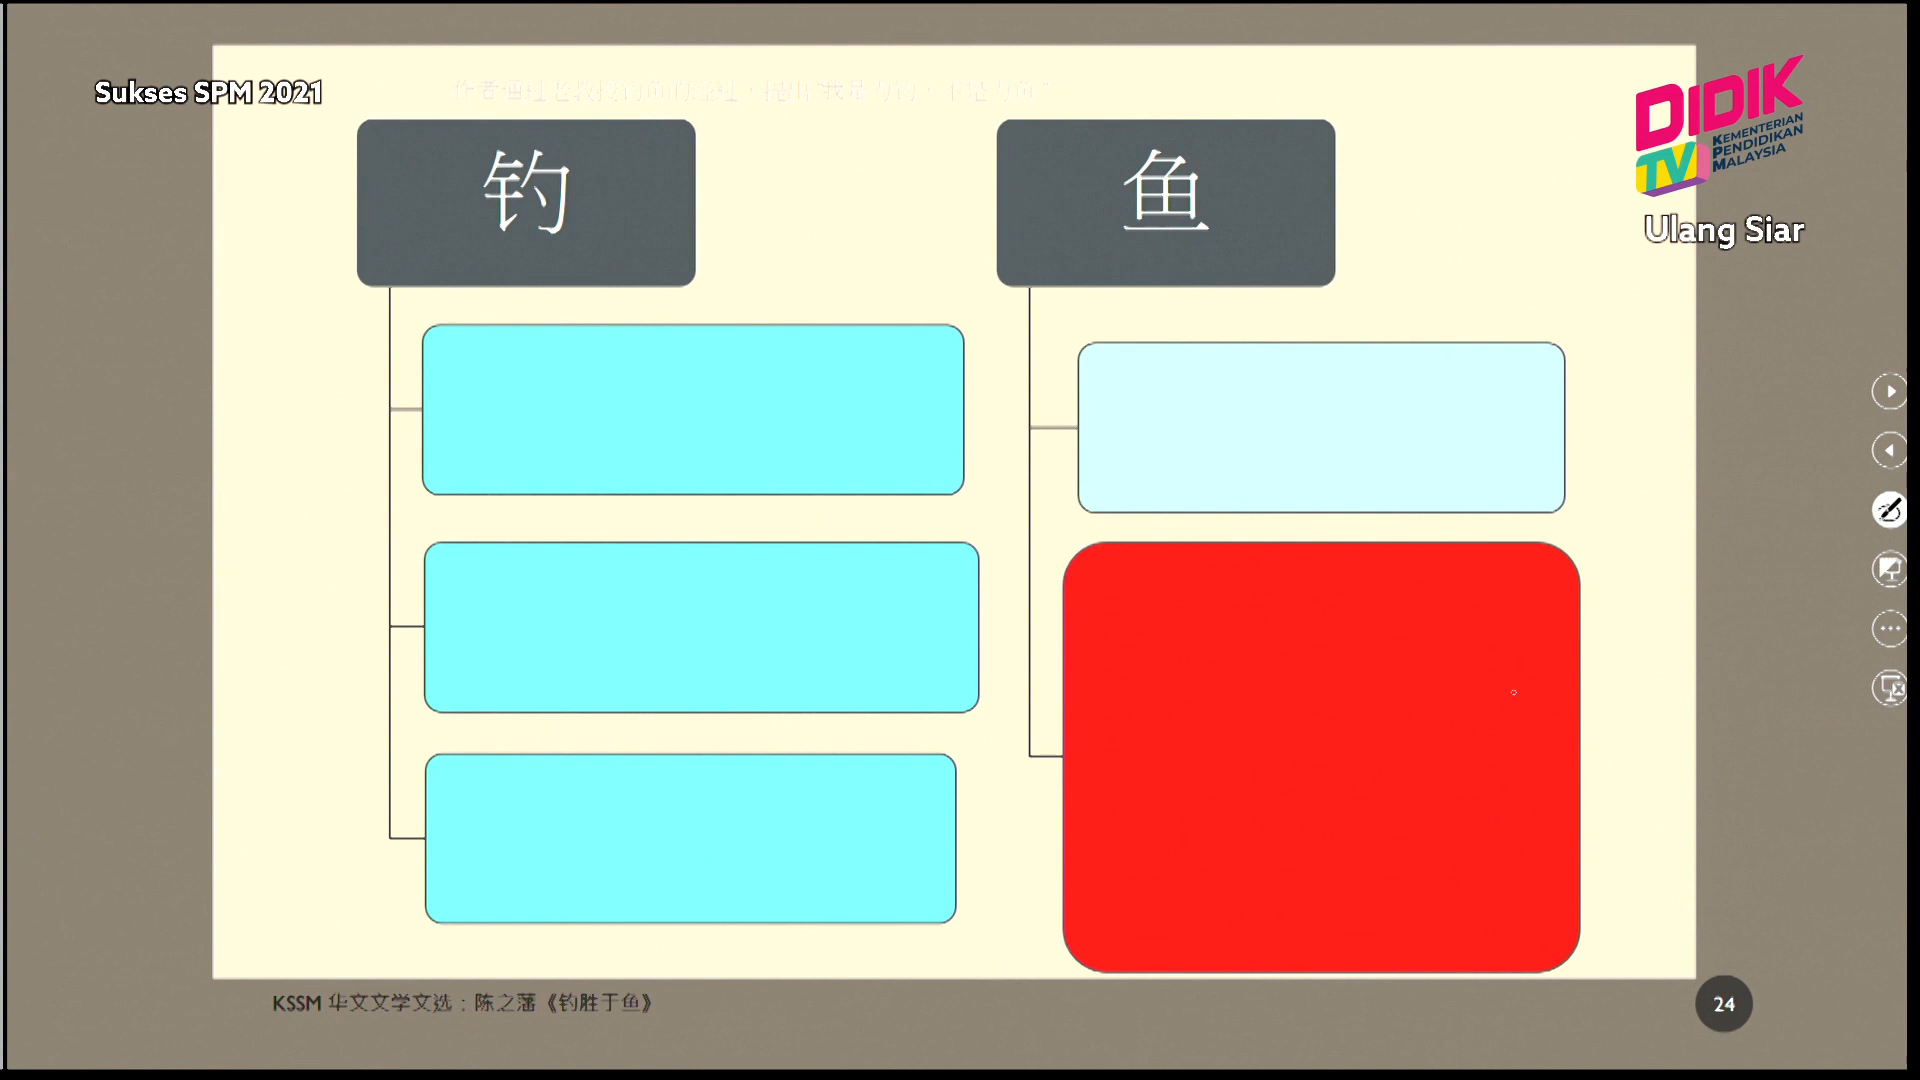 Sukses SPM 2021
DIDIK
TV
KEMENTERIAN
PENDIDIKAN
MALAYSIA
Ulang Siar
钓
鱼
KSSM 华文文学文选：陈之藩《钓胜于鱼》
24